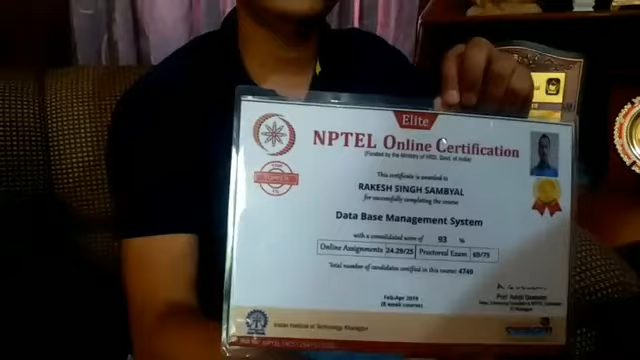 Elite
NPTEL Online Certification
(Funded by the Ministry of HRD, Govt. of India)
This certificate is awarded to
RAKESH SINGH SAMBYAL
for successfully completing the course
Data Base Management System
with a consolidated score of 93 %
Online Assignments 24.29/25 Proctored Exam 69/75
Total number of candidates certified in this course: 4749
Feb-Apr 2019
(8 week course)
Indian Institute of Technology Kharagpur